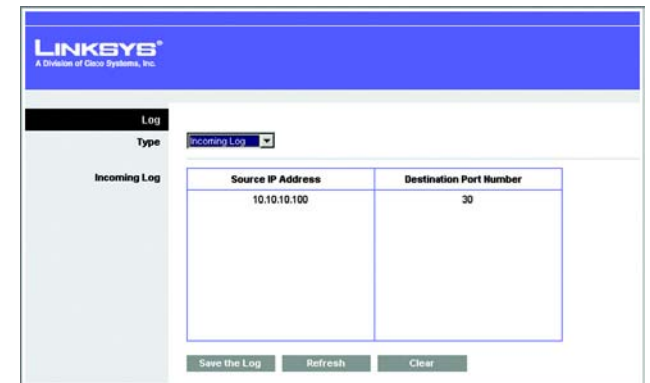 LINKSYS®
A Division of Cisco Systems, Inc.
Log
Type
Incoming Log
Incoming Log
Source IP Address Destination Port Number
10.10.10.100 30
Save the Log Refresh Clear